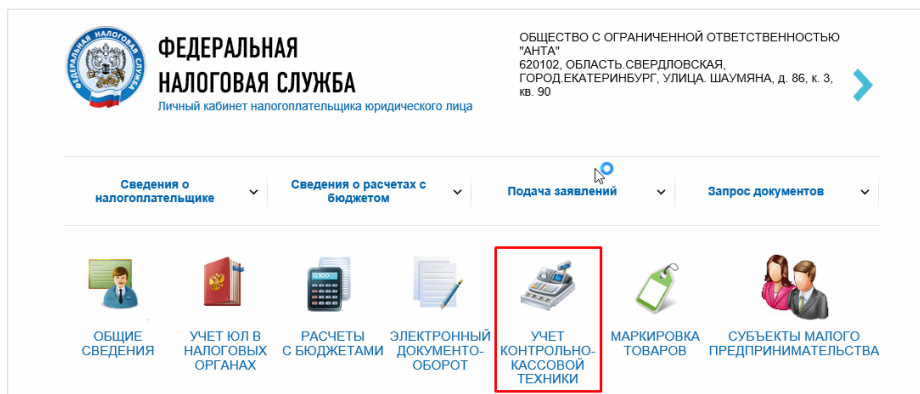 ФЕДЕРАЛЬНАЯ
НАЛОГОВАЯ СЛУЖБА
Личный кабинет налогоплательщика юридического лица
ОБЩЕСТВО С ОГРАНИЧЕННОЙ ОТВЕТСТВЕННОСТЬЮ
"АНТА"
620102, ОБЛАСТЬ.СВЕРДЛОВСКАЯ,
ГОРОД.ЕКАТЕРИНБУРГ, УЛИЦА. ШАУМЯНА, д. 86, к. 3,
кв. 90
Сведения о
налогоплательщике
Сведения о расчетах с
бюджетом
Подача заявлений
Запрос документов
ОБЩИЕ
СВЕДЕНИЯ
УЧЕТ ЮЛ В
НАЛОГОВЫХ
ОРГАНАХ
РАСЧЕТЫ
С БЮДЖЕТАМИ
ЭЛЕКТРОННЫЙ
ДОКУМЕНТО-
ОБОРОТ
УЧЕТ
КОНТРОЛЬНО-
КАССОВОЙ
ТЕХНИКИ
МАРКИРОВКА
ТОВАРОВ
СУБЪЕКТЫ МАЛОГО
ПРЕДПРИНИМАТЕЛЬСТВА